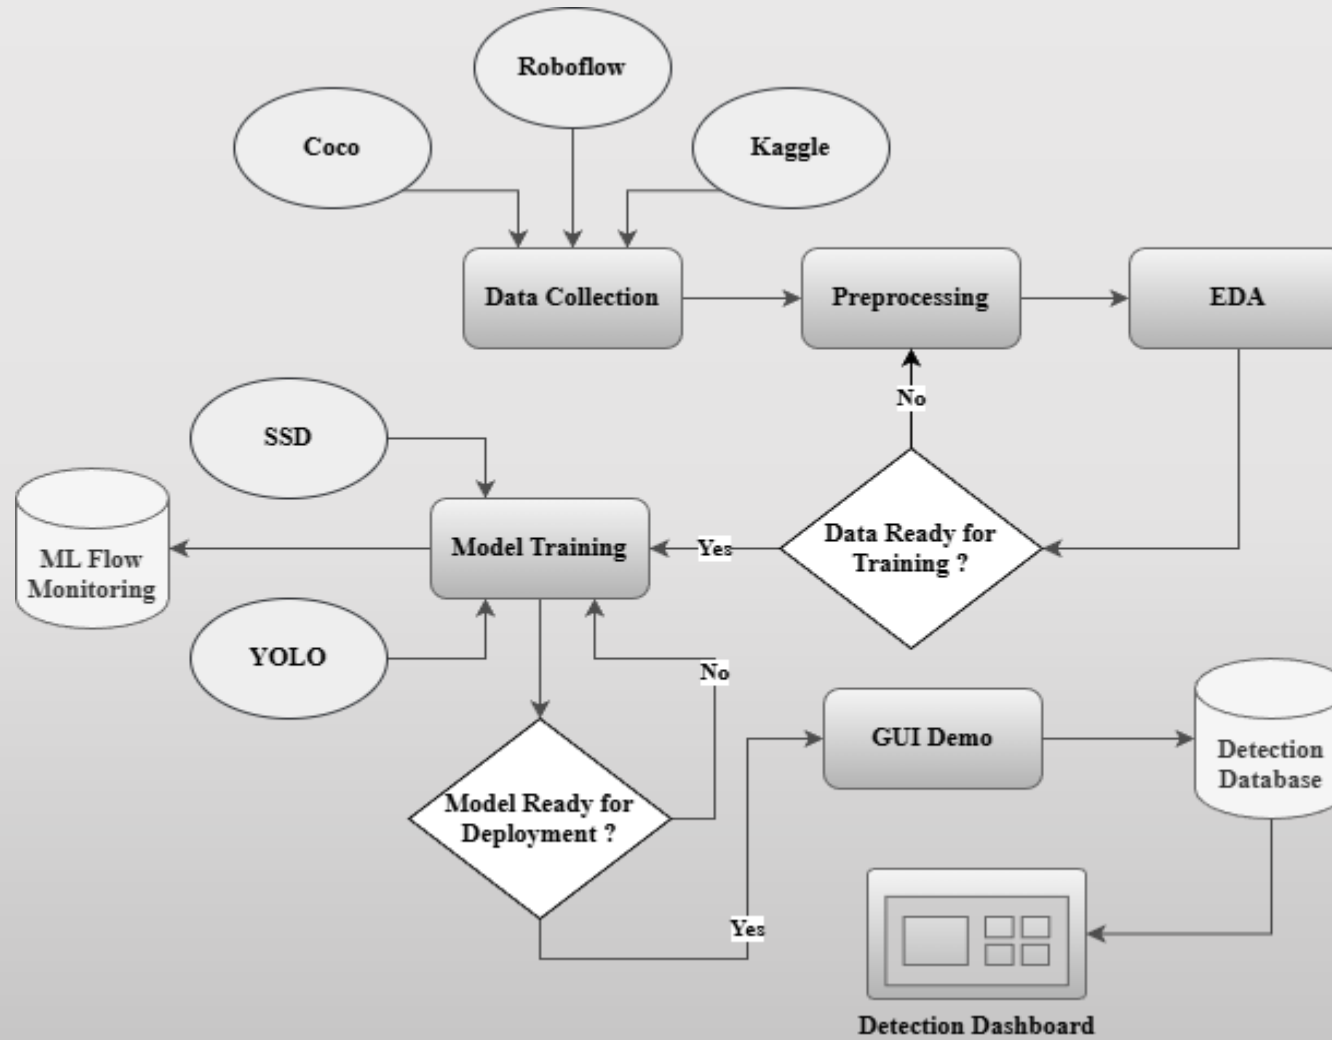 Roboflow
Coco
Kaggle
Data Collection
Preprocessing
EDA
No
SSD
Data Ready for
Training ?
Yes
Model Training
ML Flow
Monitoring
YOLO
No
GUI Demo
Detection
Database
Model Ready for
Deployment ?
Yes
Detection Dashboard